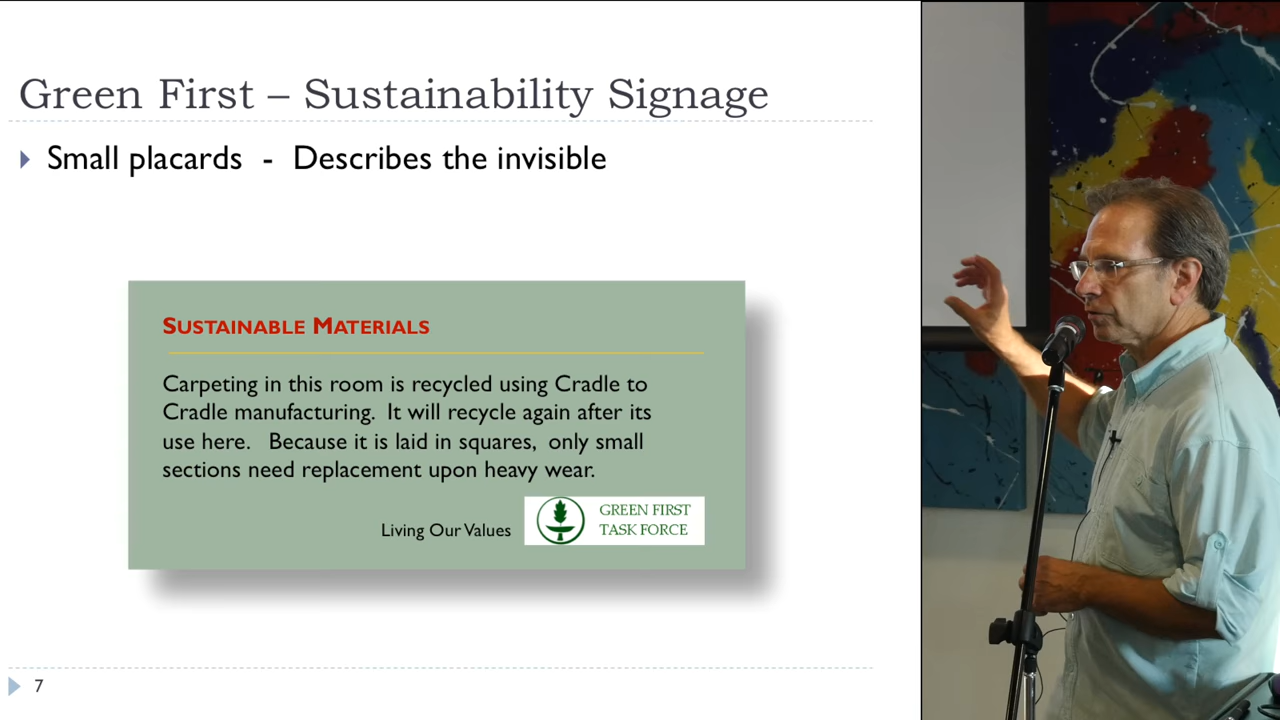 Green First – Sustainability Signage
Small placards - Describes the invisible
SUSTAINABLE MATERIALS
Carpeting in this room is recycled using Cradle to
Cradle manufacturing. It will recycle again after its
use here. Because it is laid in squares, only small
sections need replacement upon heavy wear.
Living Our Values
GREEN FIRST
TASK FORCE
7